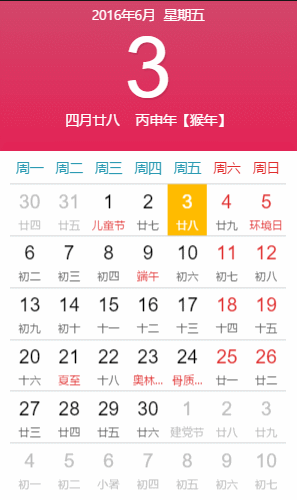 2016年6月 星期五
3
四月廿八 丙申年【猴年】
周一 周二 周三 周四 周五 周六 周日
30 31 1 2 3 4 5
廿四 廿五 儿童节 廿七 廿八 廿九 环境日
6 7 8 9 10 11 12
初二 初三 初四 端午 初六 初七 初八
13 14 15 16 17 18 19
初九 初十 十一 十二 十三 十四 十五
20 21 22 23 24 25 26
十六 夏至 十八 奥林... 骨质... 廿一 廿二
27 28 29 30 1 2 3
廿三 廿四 廿五 廿六 建党节 廿八 廿九
4 5 6 7 8 9 10
初一 初二 小暑 初四 初五 初六 初七